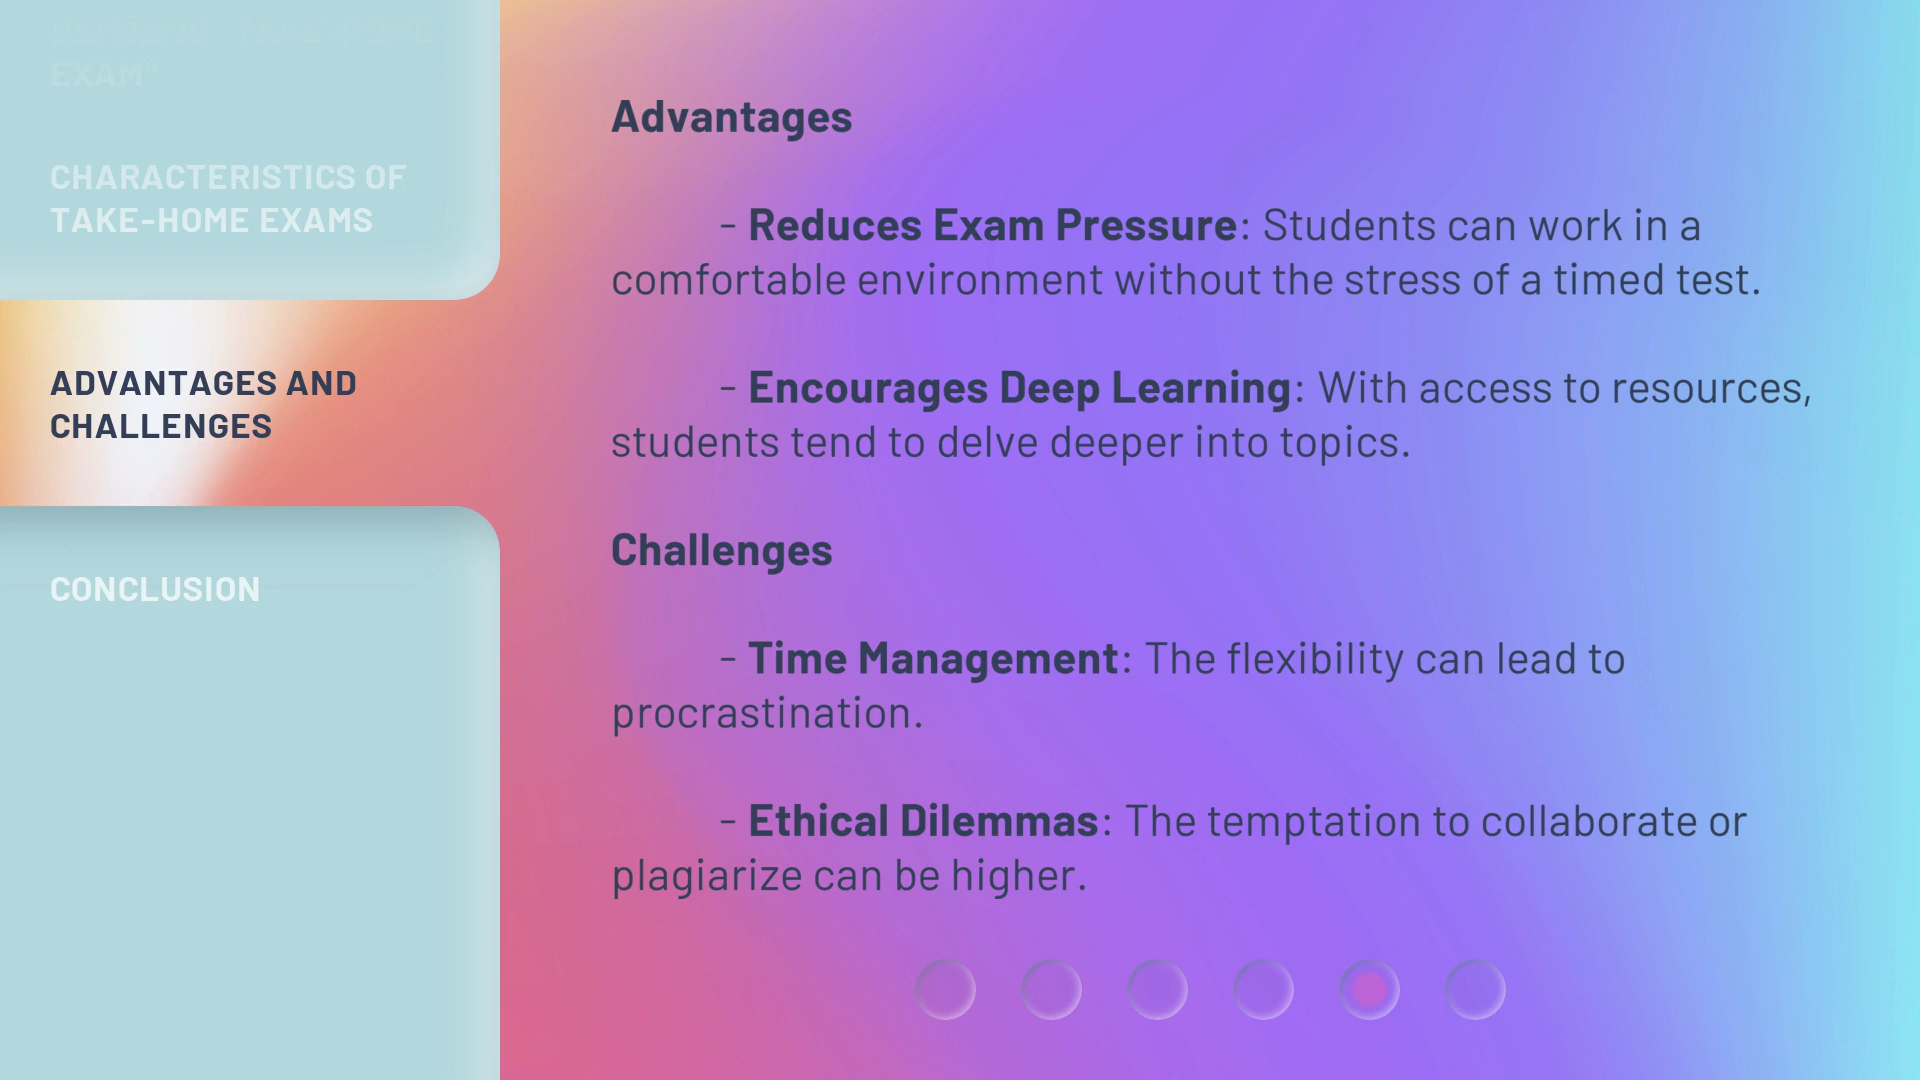 EXAM"
CHARACTERISTICS OF
TAKE-HOME EXAMS
ADVANTAGES AND
CHALLENGES
CONCLUSION
Advantages
- Reduces Exam Pressure: Students can work in a
comfortable environment without the stress of a timed test.
- Encourages Deep Learning: With access to resources,
students tend to delve deeper into topics.
Challenges
- Time Management: The flexibility can lead to
procrastination.
- Ethical Dilemmas: The temptation to collaborate or
plagiarize can be higher.